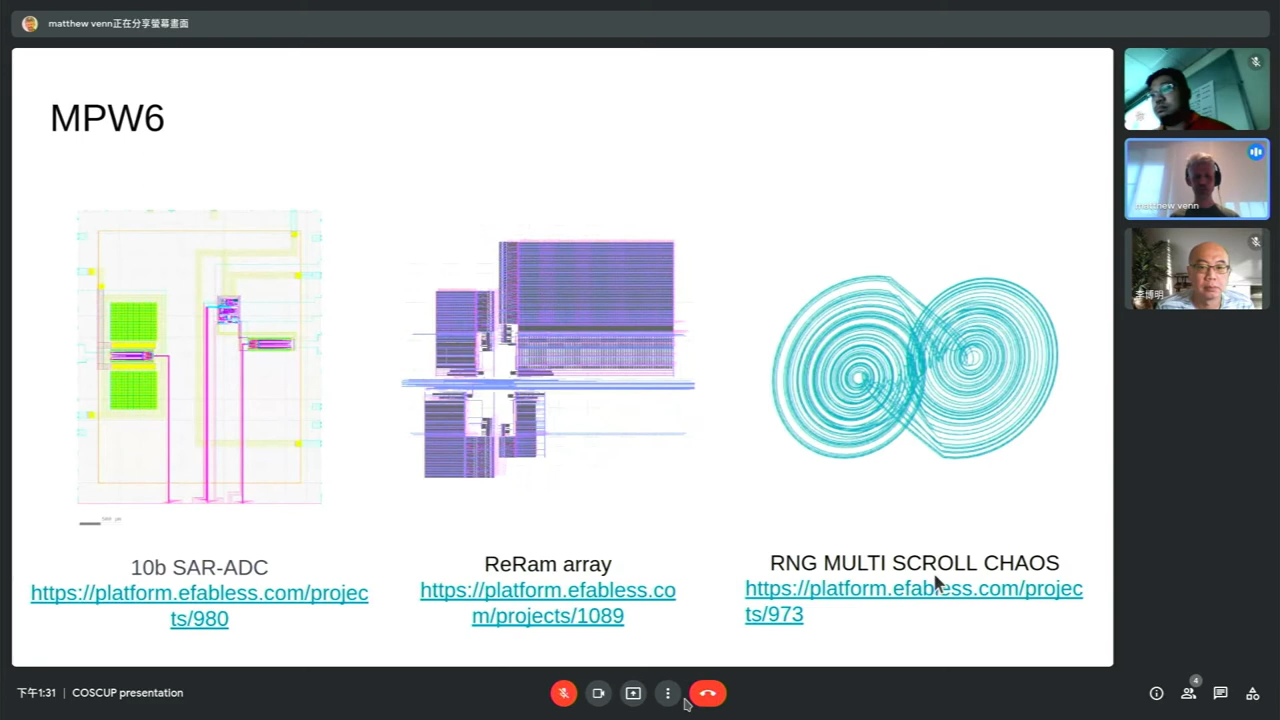 matthew venn正在分享螢幕畫面
MPW6
10b SAR-ADC
https://platform.efabless.com/projec
ts/980
ReRam array
https://platform.efabless.co
m/projects/1089
RNG MULTI SCROLL CHAOS
https://platform.efabless.com/projec
ts/973
matthew venn
李博明
下午1:31 | COSCUP presentation
4